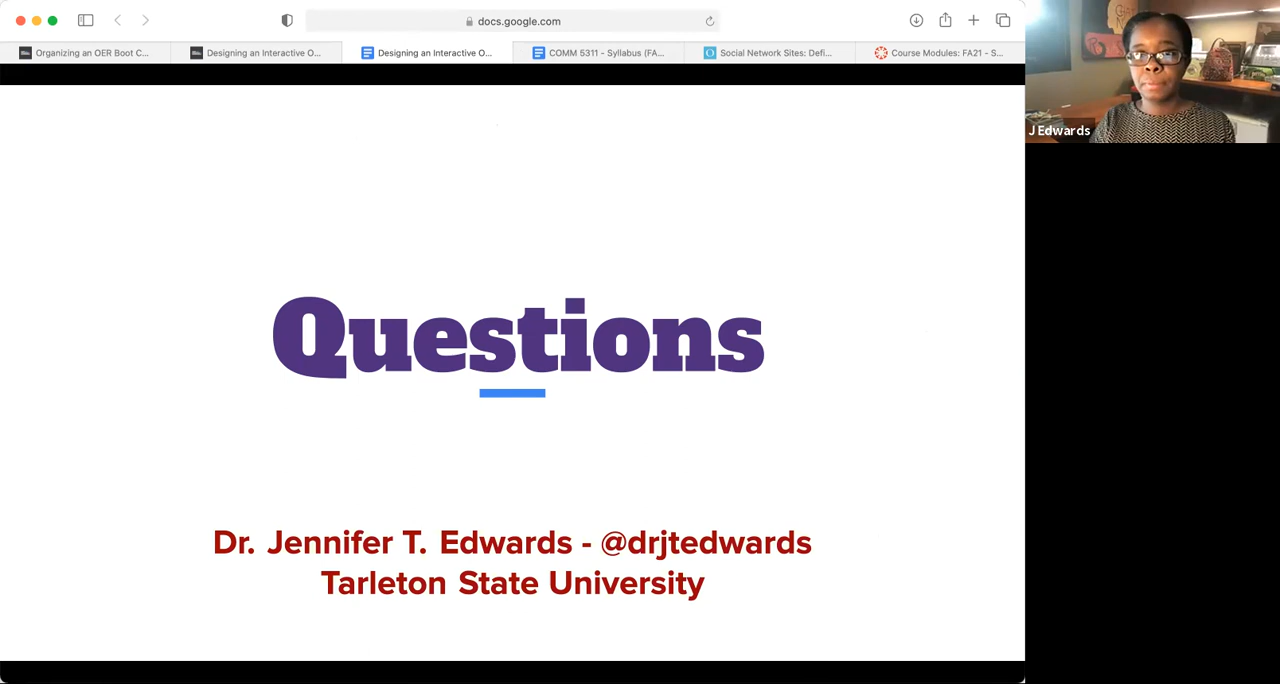 docs.google.com
Organizing an OER Boot C...
Designing an Interactive O...
Designing an Interactive O...
COMM 5311 - Syllabus (FA...
Social Network Sites: Defi...
Course Modules: FA21 - S...
J Edwards
Questions
Dr. Jennifer T. Edwards - @drjtedwards
Tarleton State University